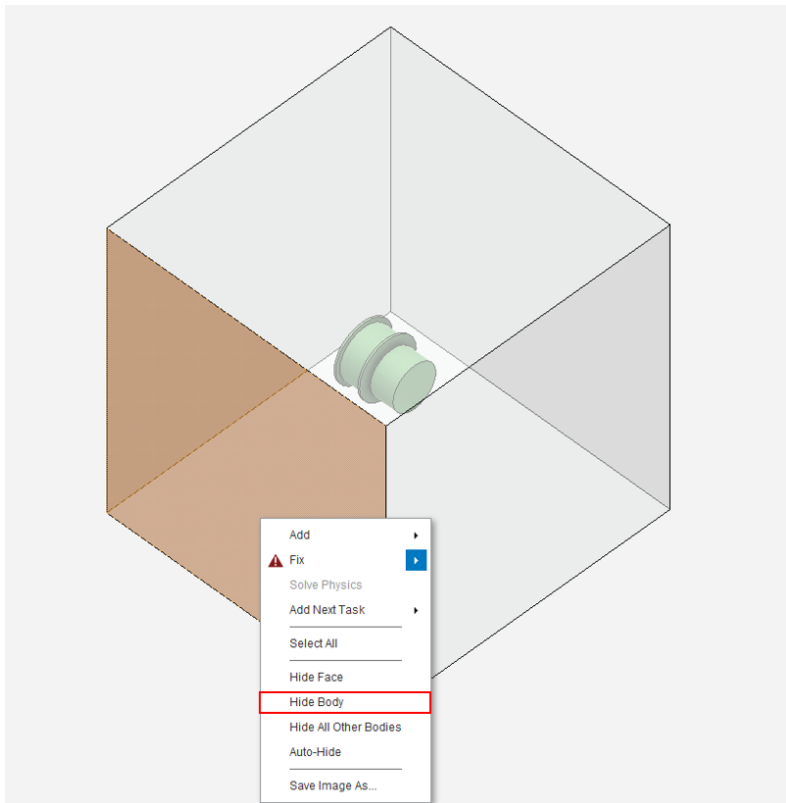 Add
Fix
Solve Physics
Add Next Task
Select All
Hide Face
Hide Body
Hide All Other Bodies
Auto-Hide
Save Image As...